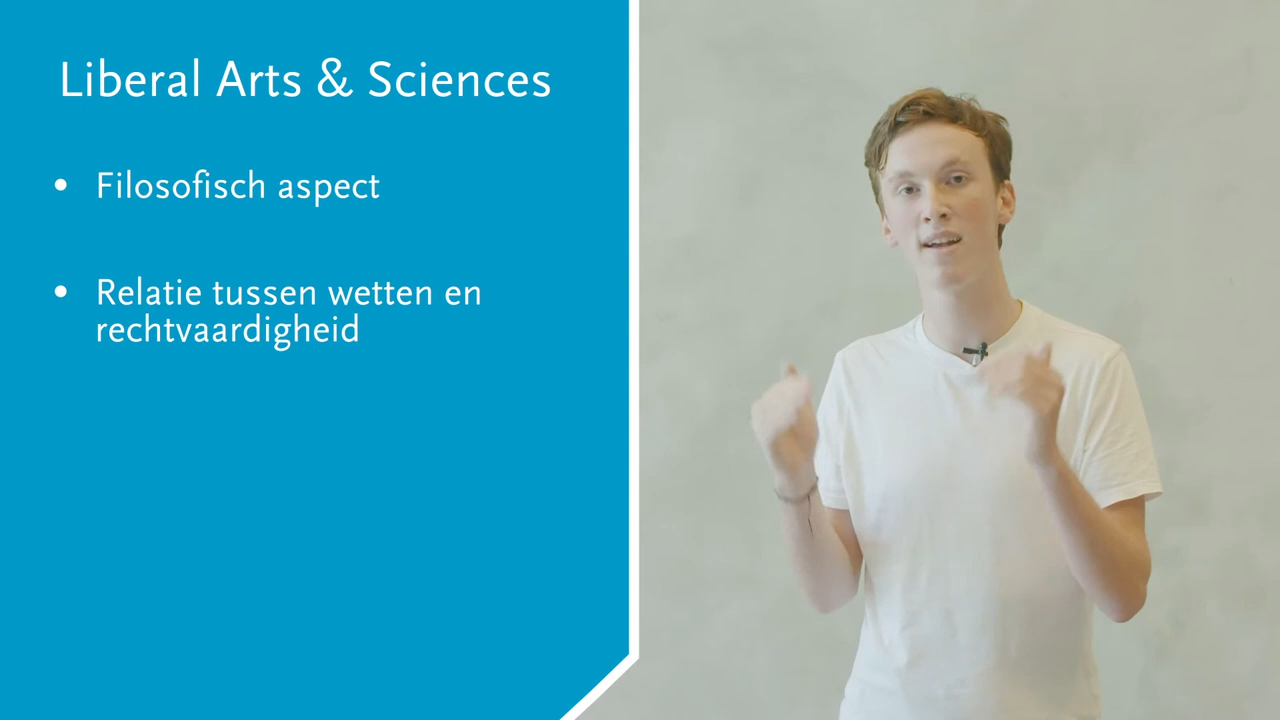 Liberal Arts & Sciences
• Filosofisch aspect
• Relatie tussen wetten en
rechtvaardigheid